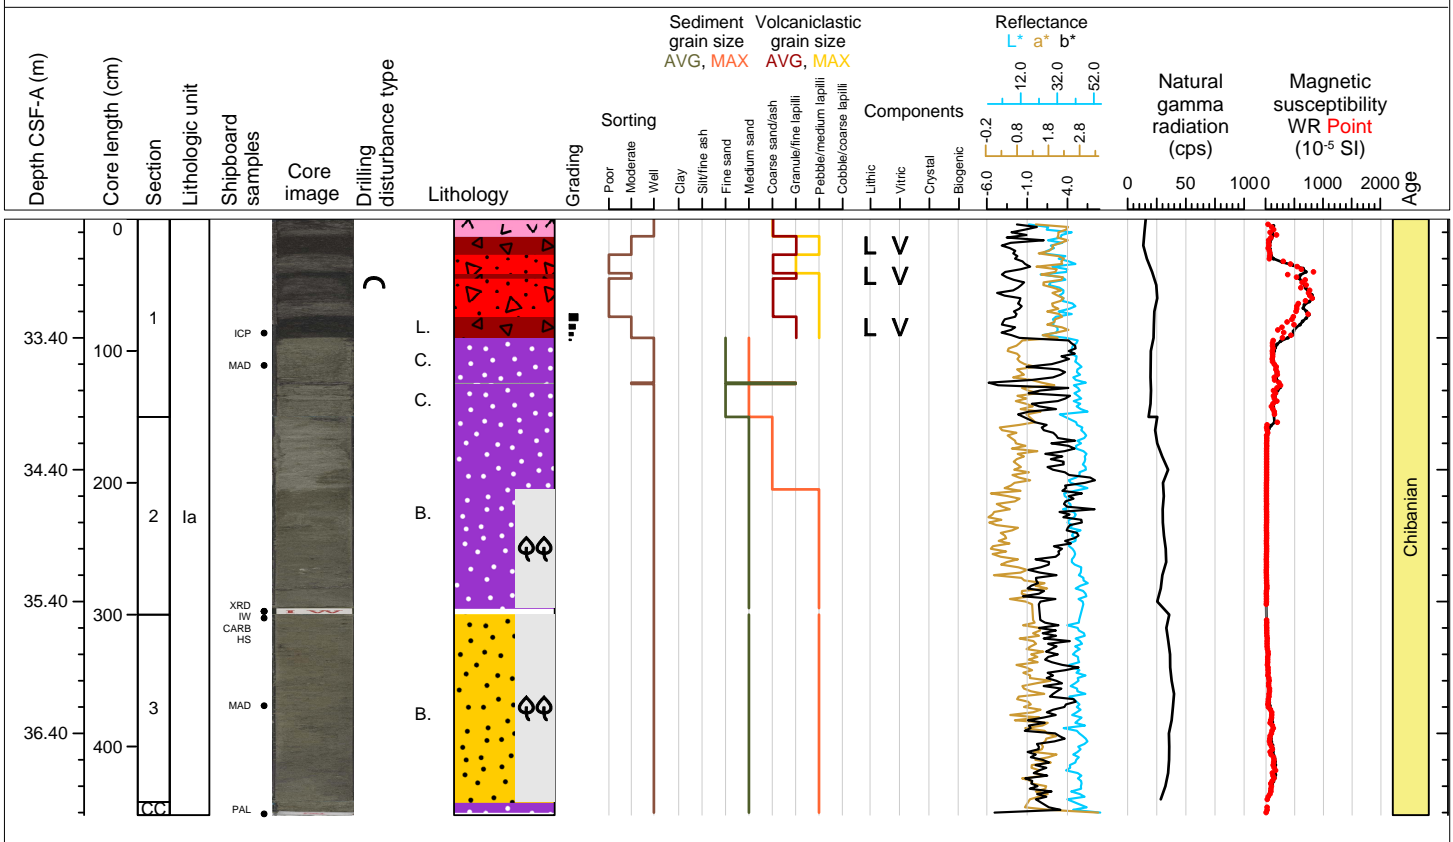 Depth CSF-A (m)
Core length (cm)
Section
Lithologic unit
Shipboard
samples
Core
image
Drilling
disturbance type
Lithology
Grading
Sorting
Poor
Moderate
Well
Sediment
grain size
AVG, MAX
Volcaniclastic
grain size
AVG, MAX
Clay
Silt/fine ash
Fine sand
Medium sand
Coarse sand/ash
Granule/fine lapilli
Pebble/medium lapilli
Cobble/coarse lapilli
Components
Lithic
Vitric
Crystal
Biogenic
Reflectance
L* a* b*
12.0 32.0 52.0
-0.2 0.8 1.8 2.8
-6.0 -1.0 4.0
Natural
gamma
radiation
(cps)
0 50 100
Magnetic
susceptibility
WR Point
(10-5 SI)
0 0 1000 2000
Age
33.40
34.40
35.40
36.40
0
100
200
300
400
1
2
3
CC
Ia
ICP
MAD
XRD
IW
CARB
HS
MAD
PAL
I W
L.
C.
C.
B.
B.
L V
L V
L V
Chibanian